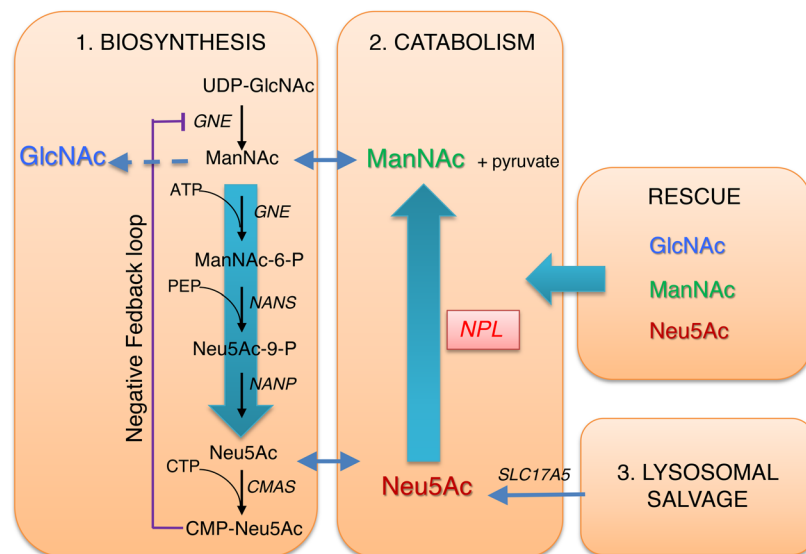 1. BIOSYNTHESIS
UDP-GlcNAc
GNE
GlcNAc
ManNAc
ATP
GNE
ManNAc-6-P
PEP
NANS
Neu5Ac-9-P
NANP
Neu5Ac
CTP
CMAS
CMP-Neu5Ac
Negative Fedback loop
2. CATABOLISM
ManNAc + pyruvate
NPL
Neu5Ac
RESCUE
GlcNAc
ManNAc
Neu5Ac
SLC17A5
3. LYSOSOMAL
SALVAGE